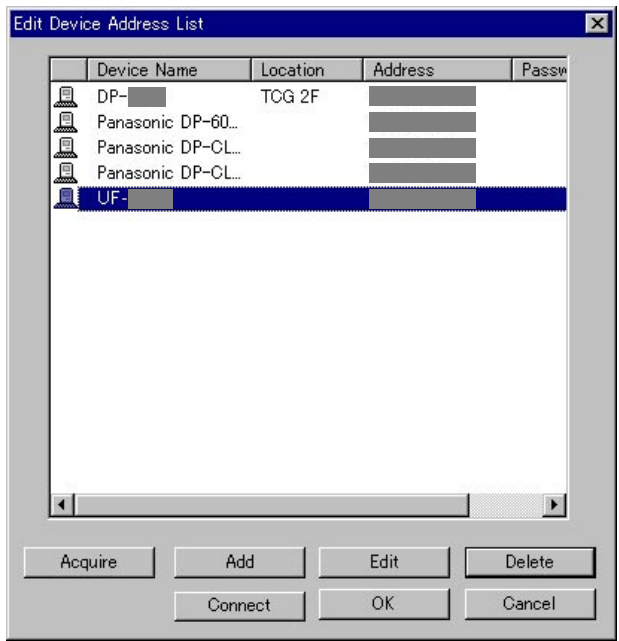 Edit Device Address List
Device Name Location Address Passw
DP- TCG 2F
Panasonic DP-60...
Panasonic DP-CL...
Panasonic DP-CL...
UF-
Acquire Add Edit Delete
Connect OK Cancel